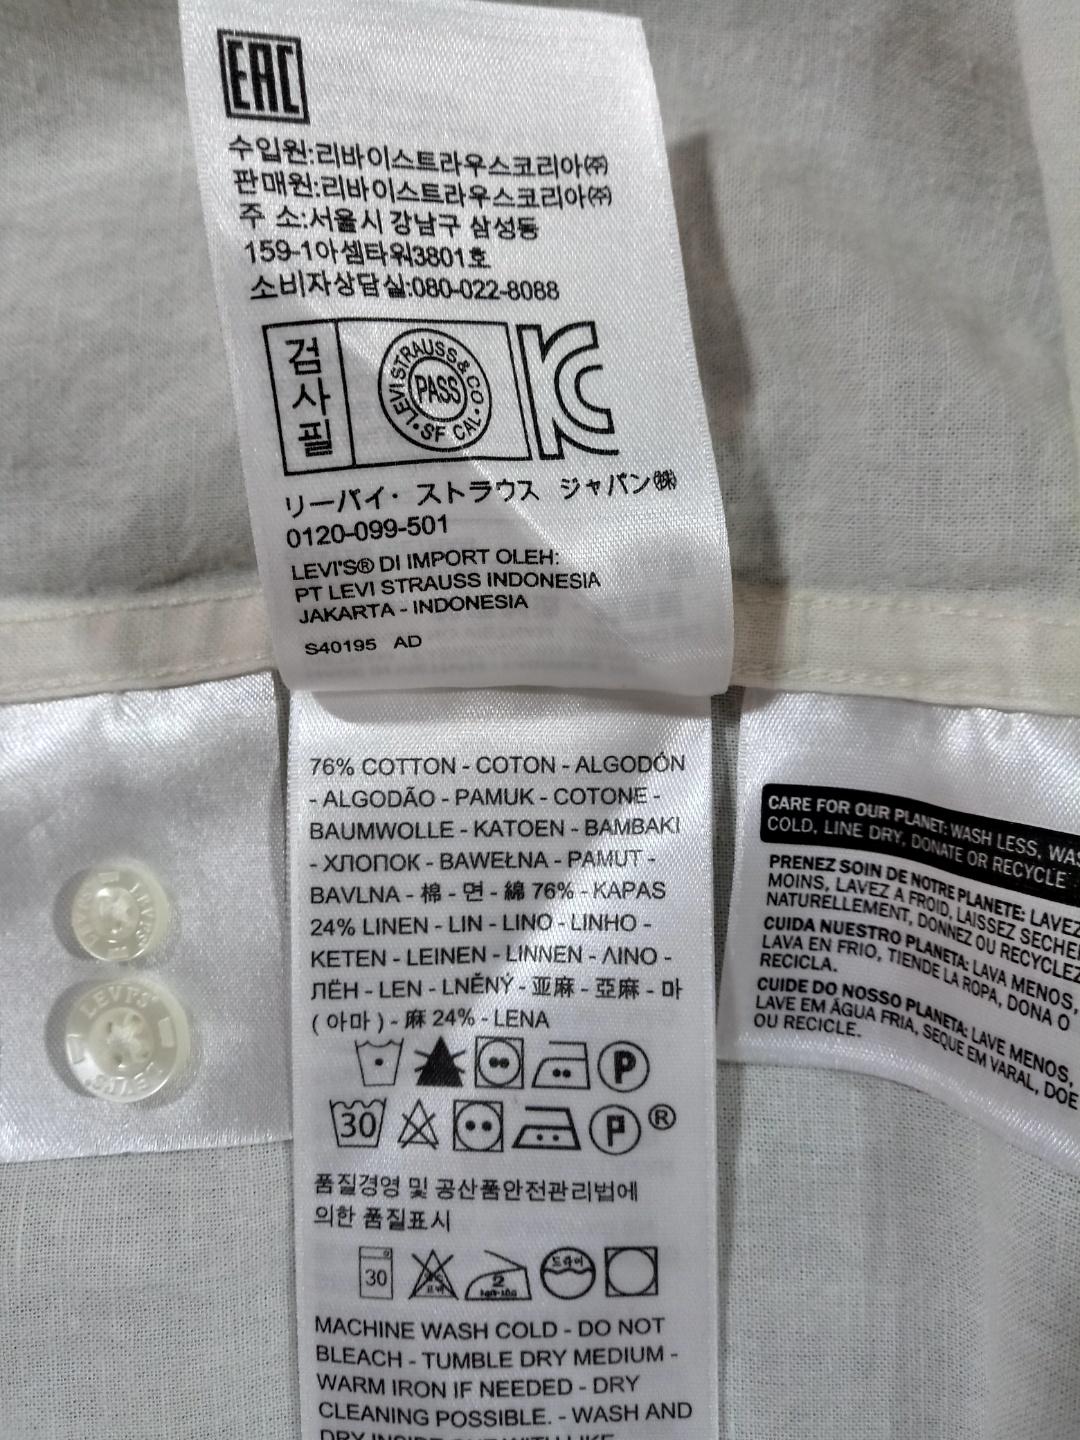 EAC
수입원:리바이스트라우스코리아㈜
판매원:리바이스트라우스코리아㈜
주 소:서울시 강남구 삼성동
159-1아셈타워3801호
소비자상담실:080-022-8088
검
사
필
LEVI STRAUSS & CO
PASS
SF CAL
リーバイ・ストラウス ジャパン㈱
0120-099-501
LEVI'S® DI IMPORT OLEH:
PT LEVI STRAUSS INDONESIA
JAKARTA - INDONESIA
S40195 AD
76% COTTON - COTON - ALGODÓN
- ALGODÃO - PAMUK - COTONE -
BAUMWOLLE - KATOEN - BAMBAKI
- ХЛОПОК - BAWEŁNA - PAMUT -
BAVLNA - 棉 - 면 - 綿 76% - KAPAS
24% LINEN - LIN - LINO - LINHO -
KETEN - LEINEN - LINNEN - ΛΙΝΟ -
ЛЁН - LEN - LNĚNÝ - 亚麻 - 亞麻 - 마
( 아마 ) - 麻 24% - LENA
P
30
P ®
품질경영 및 공산품안전관리법에
의한 품질표시
30
2
드라이
MACHINE WASH COLD - DO NOT
BLEACH - TUMBLE DRY MEDIUM -
WARM IRON IF NEEDED - DRY
CLEANING POSSIBLE. - WASH AND
DRY INSIDE OUT WITH LIKE
LEVI'S
LEVI'S
CARE FOR OUR PLANET: WASH LESS, WAS
COLD, LINE DRY, DONATE OR RECYCLE
PRENEZ SOIN DE NOTRE PLANETE: LAVEZ
MOINS, LAVEZ A FROID, LAISSEZ SECHER
NATURELLEMENT, DONNEZ OU RECYCLEZ
CUIDA NUESTRO PLANETA: LAVA MENOS,
LAVA EN FRIO, TIENDE LA ROPA, DONA O
RECICLA.
CUIDE DO NOSSO PLANETA: LAVE MENOS,
LAVE EM ÁGUA FRIA, SEQUE EM VARAL, DOE
OU RECICLE.